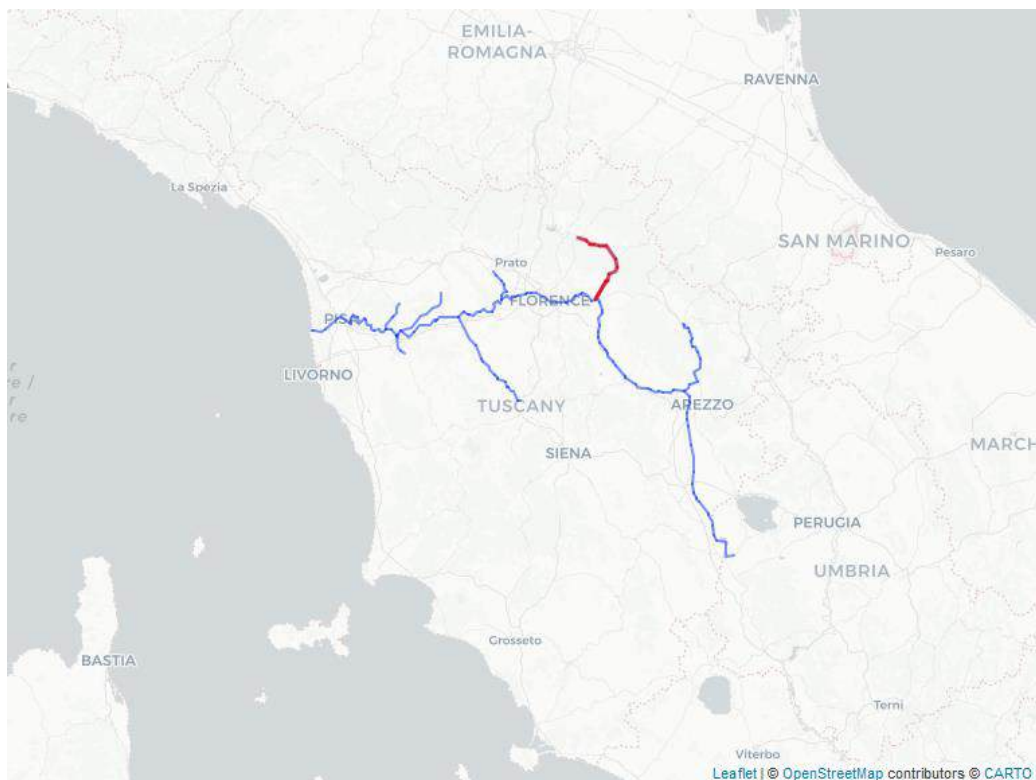 EMILIA-
ROMAGNA
RAVENNA
La Spezia
SAN MARINO
Pesaro
Prato
FLORENCE
PISA
LIVORNO
TUSCANY
AREZZO
SIENA
MARCH
PERUGIA
UMBRIA
Grosseto
BASTIA
Terni
Viterbo
Leaflet | © OpenStreetMap contributors © CARTO